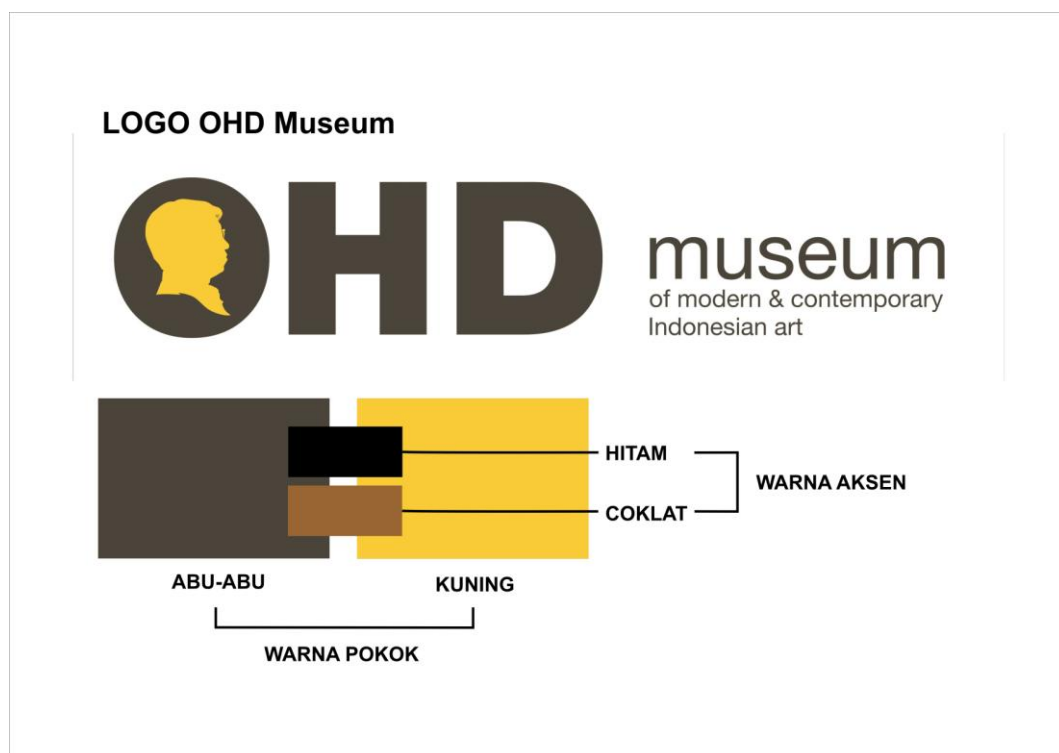 LOGO OHD Museum
OHD
museum
of modern & contemporary
Indonesian art
HITAM
WARNA AKSEN
COKLAT
ABU-ABU
KUNING
WARNA POKOK